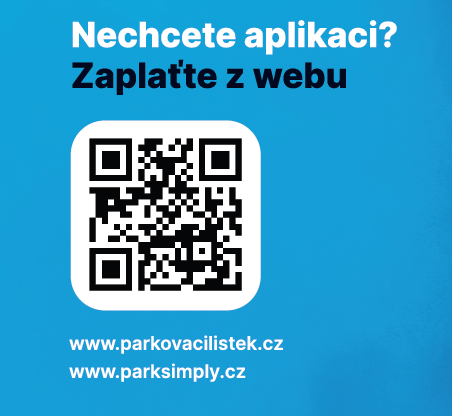 Nechcete aplikaci?
Zaplaťte z webu
www.parkovacilistek.cz
www.parksimply.cz